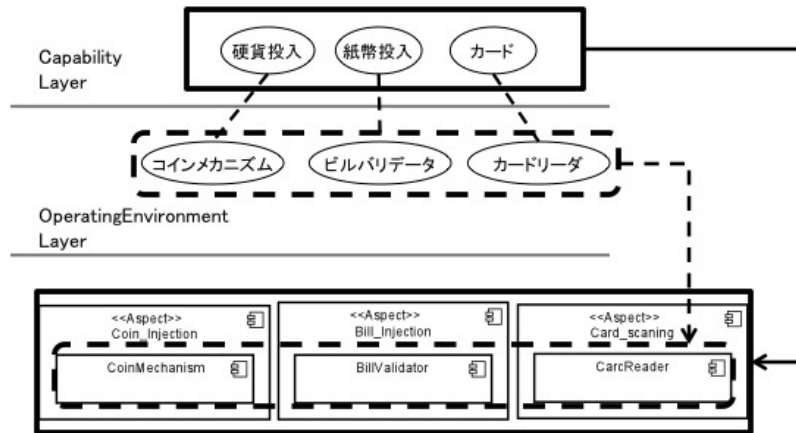 Capability
Layer
硬貨投入
紙幣投入
カード
コインメカニズム
ビルバリデータ
カードリーダ
OperatingEnvironment
Layer
<<Aspect>>
Coin_Injection
CoinMechanism
<<Aspect>>
Bill_Injection
BillValidator
<<Aspect>>
Card_scaning
CarcReader